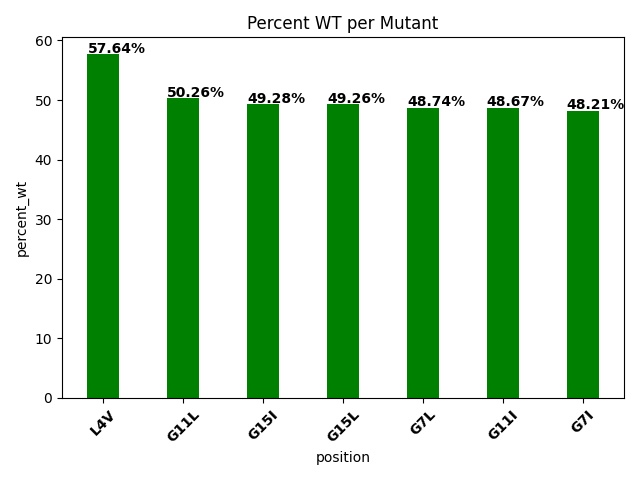 Percent WT per Mutant
57.64%
50.26%
49.28%
49.26%
48.74%
48.67%
48.21%
60
50
40
30
20
10
0
percent_wt
L4V
G11L
G15I
G15L
G7L
G11I
G7I
position